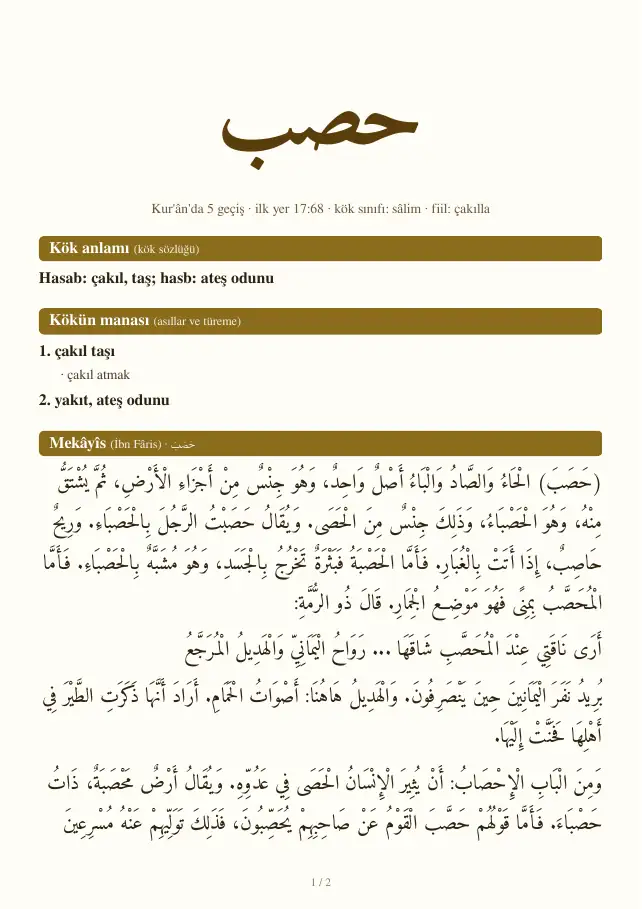 حصب
Kur'ân'da 5 geçiş · ilk yer 17:68 · kök sınıfı: sâlim · fiil: çakılla
Kök anlamı (kök sözlüğü)
Hasab: çakıl, taş; hasb: ateş odunu
Kökün manası (asıllar ve türeme)
1. çakıl taşı
· çakıl atmak
2. yakıt, ateş odunu
Mekâyîs (İbn Fâris) · حَصَبَ
(حَصَبَ) الْحَاءُ وَالصَّادُ وَالْبَاءُ أَصْلٌ وَاحِدٌ، وَهُوَ جِنْسٌ مِنْ أَجْزَاءِ الْأَرْضِ، ثُمَّ يُشْتَقُّ
مِنْهُ، وَهُوَ الْحَصْبَاءُ، وَذَلِكَ جِنْسٌ مِنَ الْحَصَى. وَيُقَالُ حَصَبْتُ الرَّجُلَ بِالْحَصْبَاءِ. وَرِيحٌ
حَاصِبٌ، إِذَا أَتَتْ بِالْغُبَارِ. فَأَمَّا الْحَصْبَةُ فَبَثْرَةٌ تَخْرُجُ بِالْجَسَدِ، وَهُوَ مُشَبَّهٌ بِالْحَصْبَاءِ. فَأَمَّا
الْمُحَصَّبُ بِمِنًى فَهُوَ مَوْضِعُ الْجِمَارِ. قَالَ ذُو الرُّمَّةِ:
أَرَى نَاقَتِي عِنْدَ الْمُحَصَّبِ شَاقَهَا ... رَوَاحُ الْيَمَانِيِّ وَالْهَدِيلُ الْمُرَجَّعُ
يُرِيدُ نَفَرَ الْيَمَانِينَ حِينَ يَنْصَرِفُونَ. وَالْهَدِيلُ هَاهُنَا: أَصْوَاتُ الْحَمَامِ. أَرَادَ أَنَّهَا ذَكَرَتِ الطَّيْرَ فِي
أَهْلِهَا فَحَنَّتْ إِلَيْهَا.
وَمِنَ الْبَابِ الْإِحْصَابُ: أَنْ يُثِيرَ الْإِنْسَانُ الْحَصَى فِي عَدْوِهِ. وَيُقَالُ أَرْضٌ مَحْصَبَةٌ، ذَاتُ
حَصْبَاءَ. فَأَمَّا قَوْلُهُمْ حَصَّبَ الْقَوْمُ عَنْ صَاحِبِهِمْ يُحَصِّبُونَ، فَذَلِكَ تَوَلِّيهِمْ عَنْهُ مُسْرِعِينَ
1 / 2